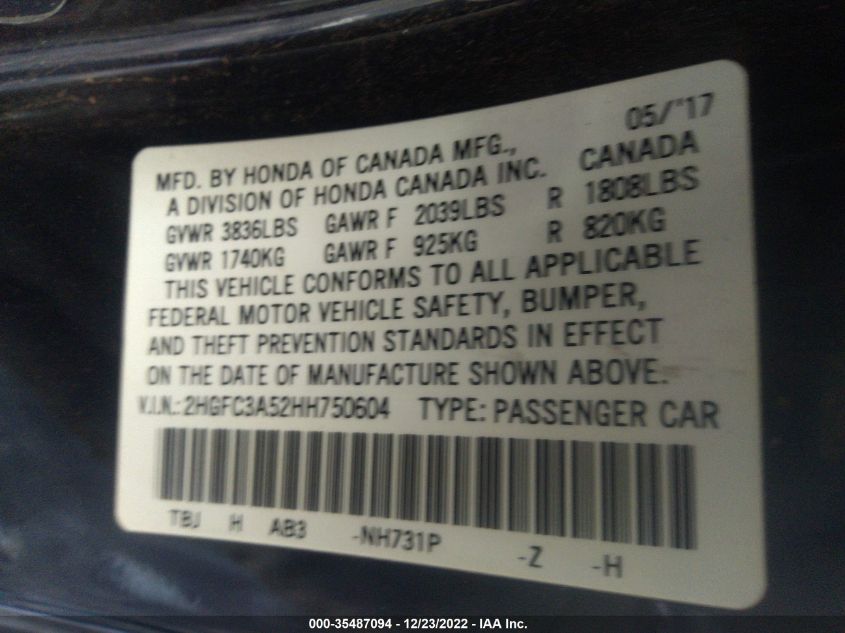 05/'17
MFD. BY HONDA OF CANADA MFG., CANADA
A DIVISION OF HONDA CANADA INC.
GVWR 3836LBS GAWR F 2039LBS R 1808LBS
GVWR 1740KG GAWR F 925KG R 820KG
THIS VEHICLE CONFORMS TO ALL APPLICABLE
FEDERAL MOTOR VEHICLE SAFETY, BUMPER,
AND THEFT PREVENTION STANDARDS IN EFFECT
ON THE DATE OF MANUFACTURE SHOWN ABOVE.
V.I.N.: 2HGFC3A52HH750604 TYPE: PASSENGER CAR
TBJ H AB3 -NH731P -Z -H
000-35487094 - 12/23/2022 - IAA Inc.